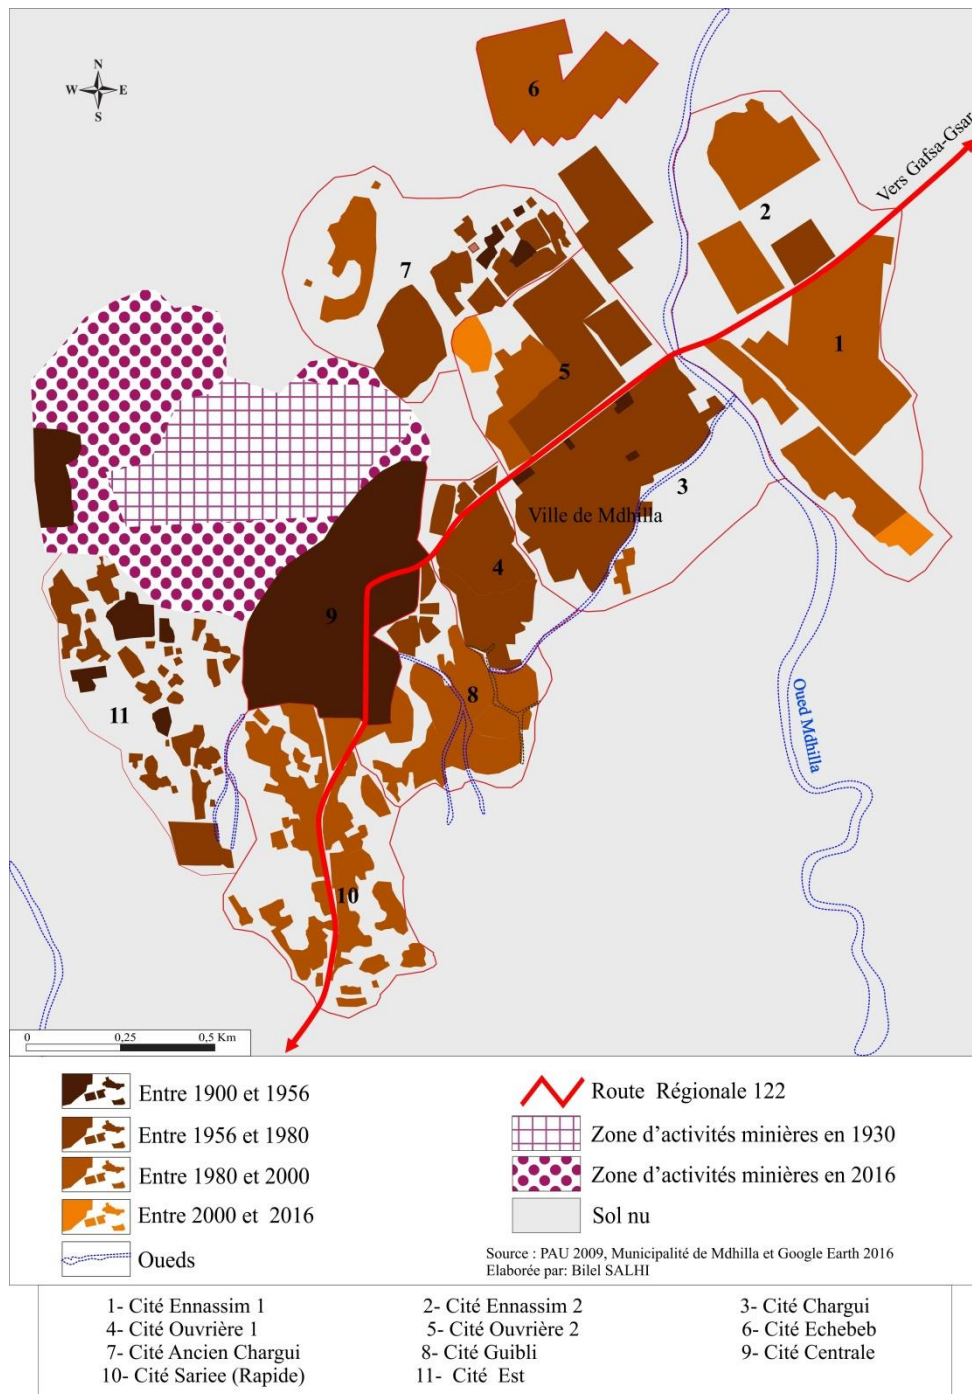 N
W E
S
6
Vers Gafsa-Gsar
2
7
1
5
3
Ville de Mdhilla
4
9
8
11
Oued Mdhilla
10
0 0,25 0,5 Km
Entre 1900 et 1956
Entre 1956 et 1980
Entre 1980 et 2000
Entre 2000 et 2016
Oueds
Route Régionale 122
Zone d'activités minières en 1930
Zone d'activités minières en 2016
Sol nu
Source : PAU 2009, Municipalité de Mdhilla et Google Earth 2016
Elaborée par: Bilel SALHI
1- Cité Ennassim 1 2- Cité Ennassim 2 3- Cité Chargui
4- Cité Ouvrière 1 5- Cité Ouvrière 2 6- Cité Echebeb
7- Cité Ancien Chargui 8- Cité Guibli 9- Cité Centrale
10- Cité Sariee (Rapide) 11- Cité Est